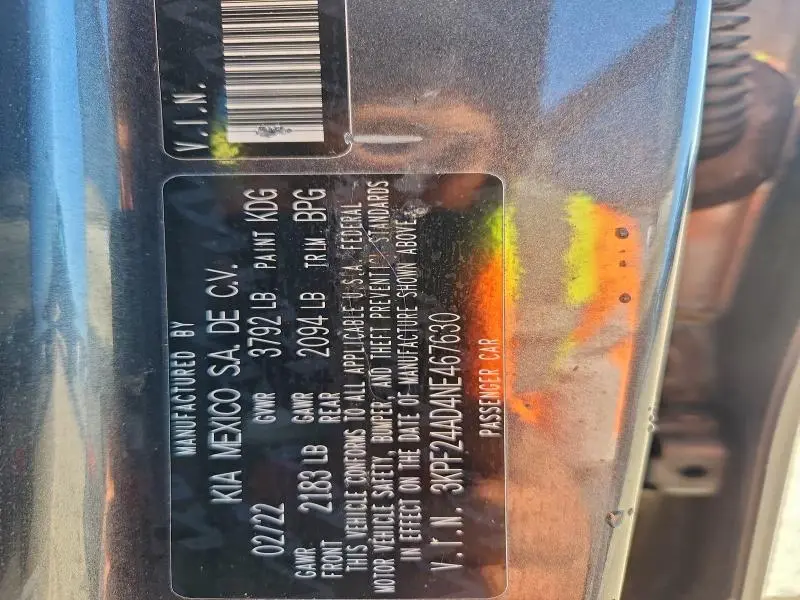 V.I.N.
MANUFACTURED BY
KIA MEXICO S.A. DE C.V.
02/22 GVWR 3792 LB PAINT KDG
GAWR FRONT 2183 LB GAWR REAR 2094 LB TRIM BPG
THIS VEHICLE CONFORMS TO ALL APPLICABLE U.S.A. FEDERAL
MOTOR VEHICLE SAFETY, BUMPER, AND THEFT PREVENTION STANDARDS
IN EFFECT ON THE DATE OF MANUFACTURE SHOWN ABOVE.
V.I.N. 3KPF24AD4NE467630
PASSENGER CAR